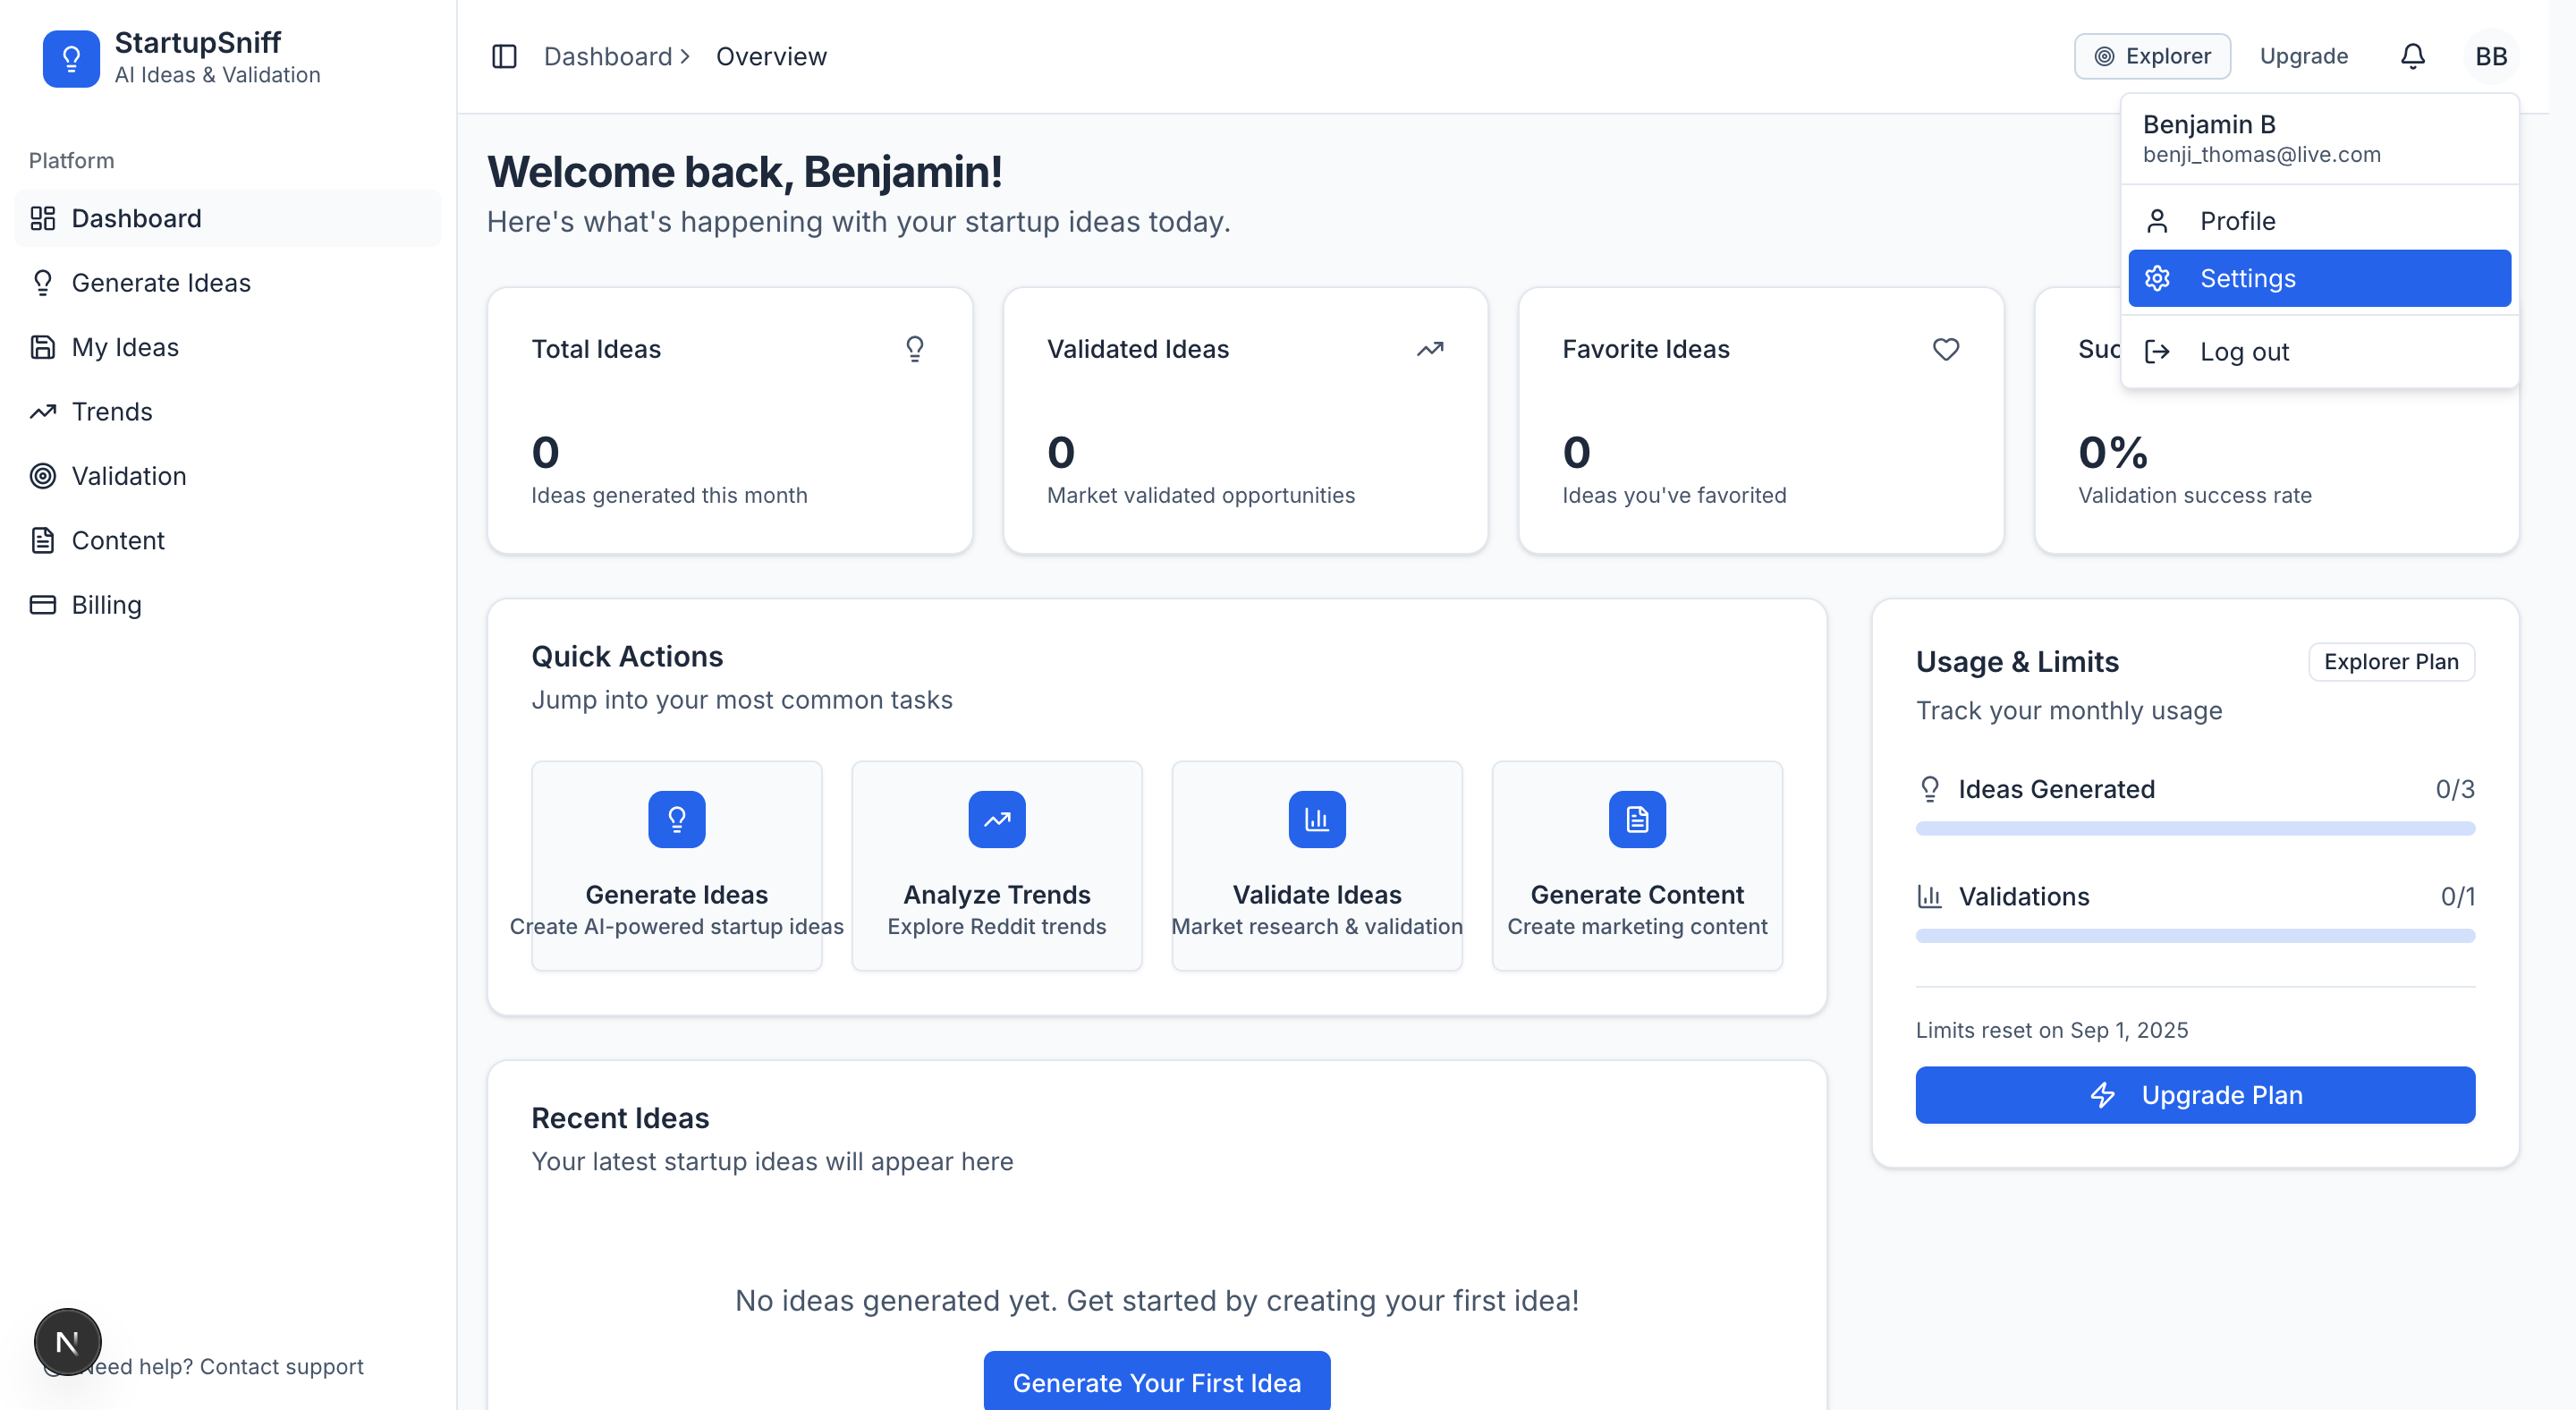 StartupSniff
AI Ideas & Validation
Platform
Dashboard
Generate Ideas
My Ideas
Trends
Validation
Content
Billing
Need help? Contact support
N
Dashboard
Overview
Explorer
Upgrade
BB
Benjamin B
benji_thomas@live.com
Profile
Settings
Log out
Welcome back, Benjamin!
Here's what's happening with your startup ideas today.
Total Ideas
0
Ideas generated this month
Validated Ideas
0
Market validated opportunities
Favorite Ideas
0
Ideas you've favorited
Suc
0%
Validation success rate
Quick Actions
Jump into your most common tasks
Generate Ideas
Create AI-powered startup ideas
Analyze Trends
Explore Reddit trends
Validate Ideas
Market research & validation
Generate Content
Create marketing content
Usage & Limits
Explorer Plan
Track your monthly usage
Ideas Generated
0/3
Validations
0/1
Limits reset on Sep 1, 2025
Upgrade Plan
Recent Ideas
Your latest startup ideas will appear here
No ideas generated yet. Get started by creating your first idea!
Generate Your First Idea